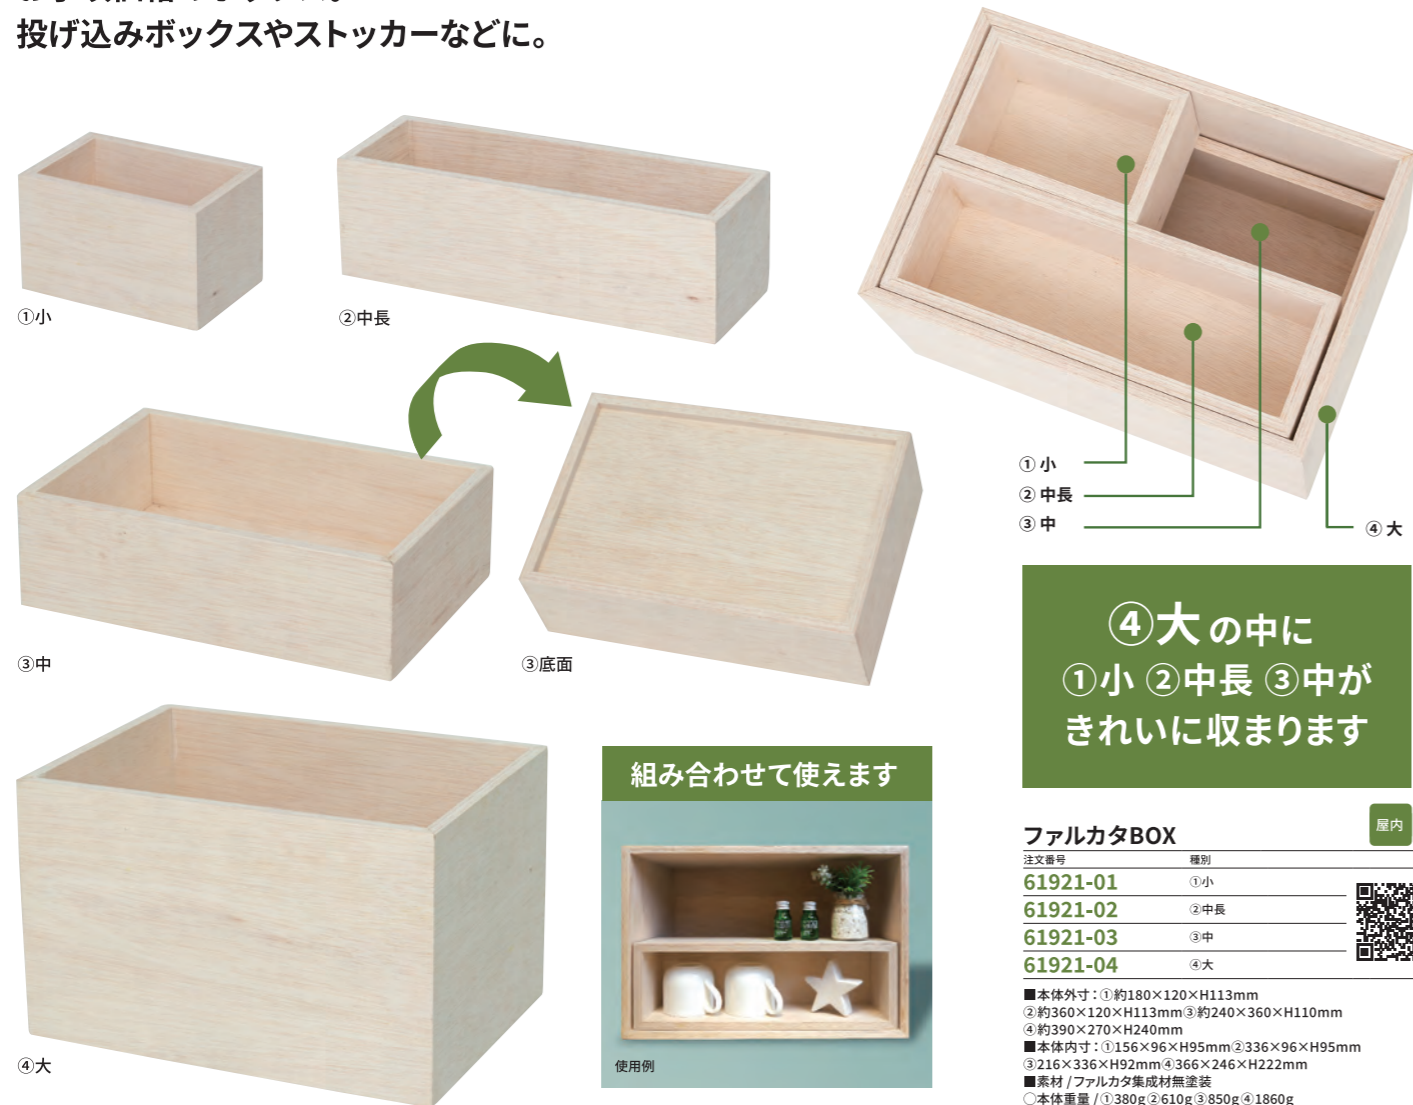 投げ込みボックスやストッカーなどに。
①小
②中長
③中
③底面
④大
① 小
② 中長
③ 中
④ 大
④大 の中に
①小 ②中長 ③中が
きれいに収まります
組み合わせて使えます
使用例
ファルカタBOX
屋内
注文番号 種別
61921-01 ①小
61921-02 ②中長
61921-03 ③中
61921-04 ④大
■本体外寸：①約180×120×H113mm
②約360×120×H113mm③約240×360×H110mm
④約390×270×H240mm
■本体内寸：①156×96×H95mm②336×96×H95mm
③216×336×H92mm④366×246×H222mm
■素材 /ファルカタ集成材無塗装
○本体重量 /①380g②610g③850g④1860g